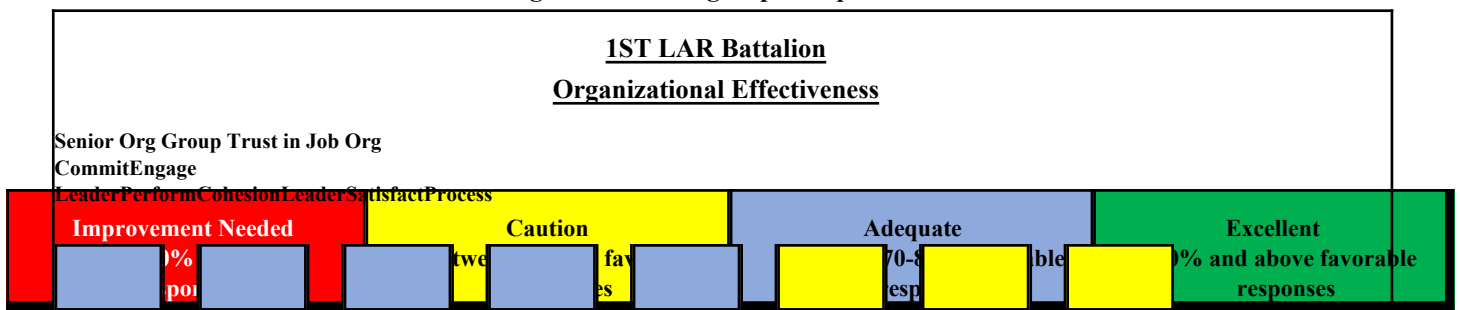 1ST LAR Battalion
Organizational Effectiveness
Senior Org Group Trust in Job Org
CommitEngage
LeaderPerformCohesionLeaderSatisfactProcess
Improvement Needed Caution Adequate Excellent
0% and above favorable
responses